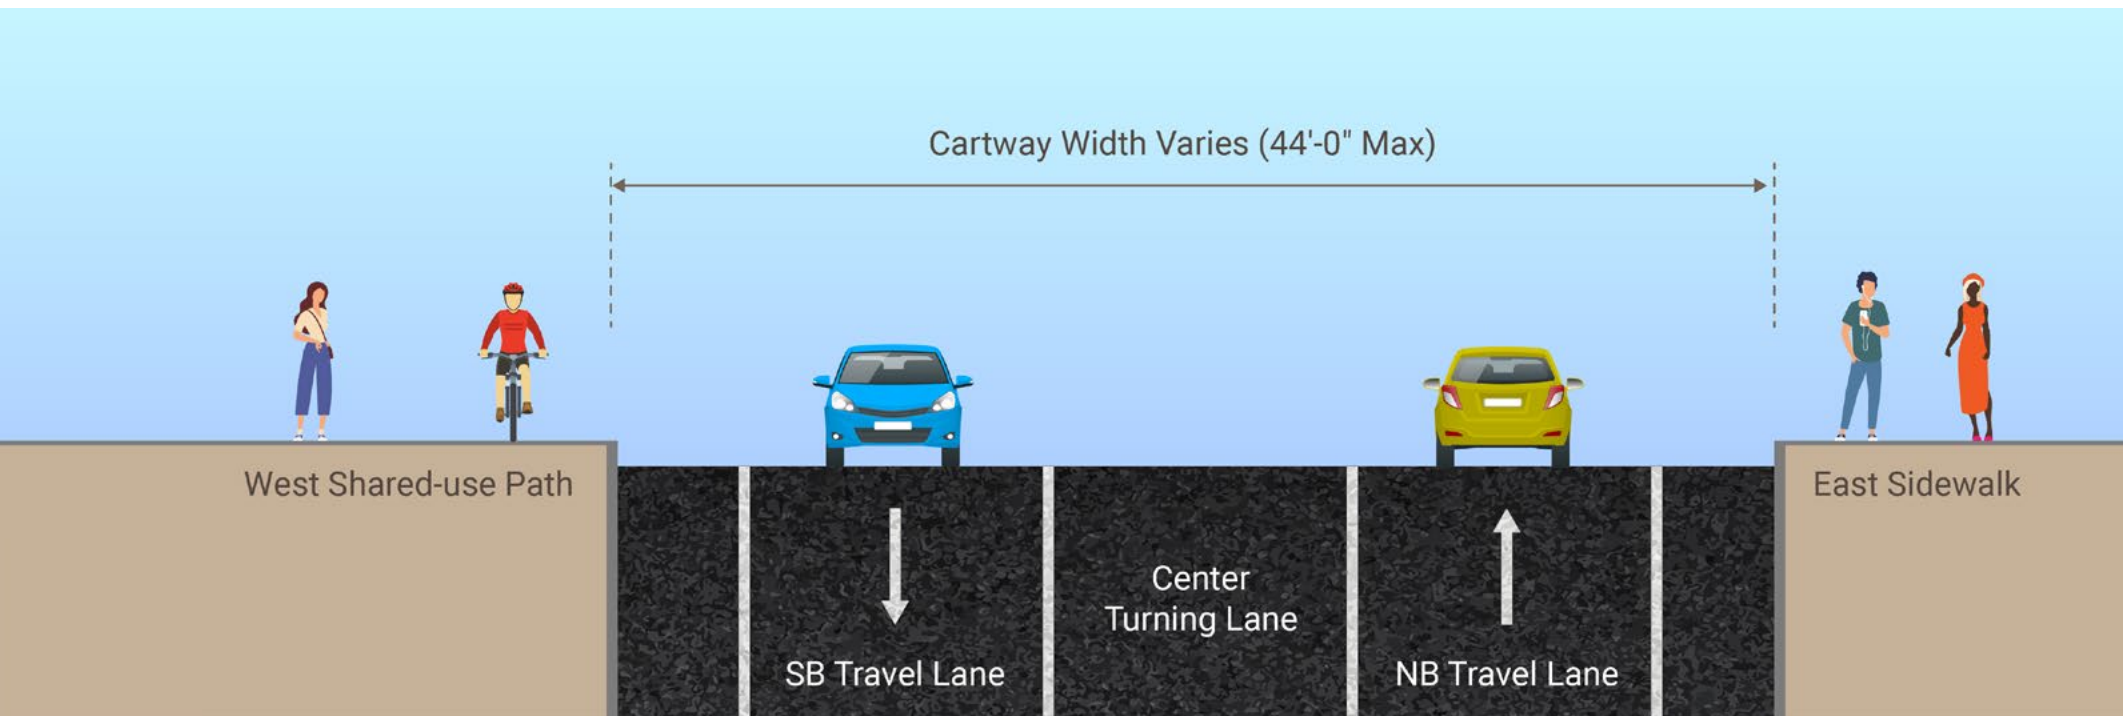 Cartway Width Varies (44'-0" Max)
West Shared-use Path
East Sidewalk
Center
Turning Lane
SB Travel Lane
NB Travel Lane